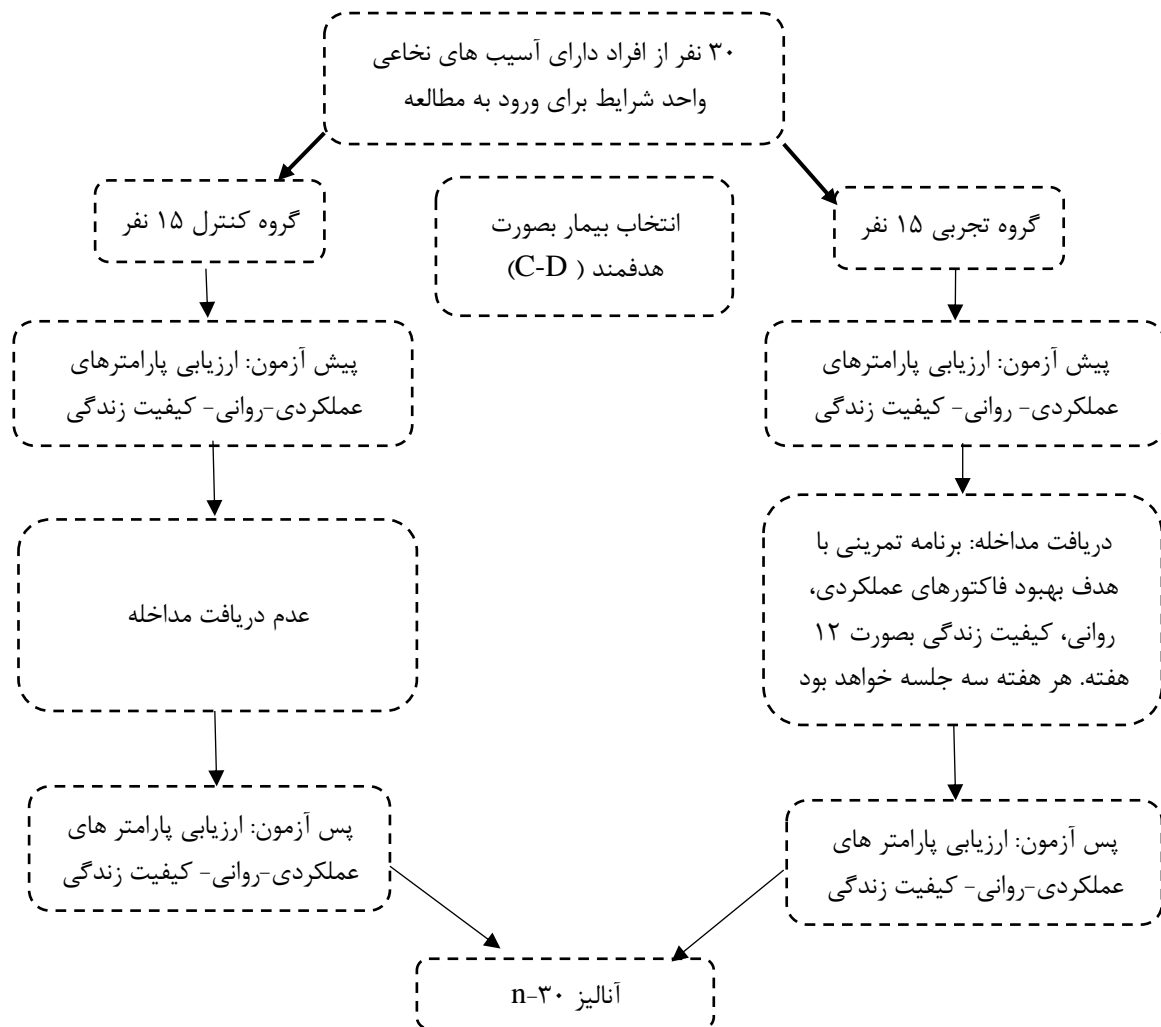 ۳۰ نفر از افراد دارای آسیب های نخاعی
واحد شرایط برای ورود به مطالعه
گروه تجربی ۱۵ نفر
انتخاب بیمار بصورت
هدفمند ( C-D)
گروه کنترل ۱۵ نفر
پیش آزمون: ارزیابی پارامترهای
عملکردی- روانی- کیفیت زندگی
پیش آزمون: ارزیابی پارامترهای
عملکردی-روانی- کیفیت زندگی
دریافت مداخله: برنامه تمرینی با
هدف بهبود فاکتورهای عملکردی،
روانی، کیفیت زندگی بصورت ۱۲
هفته. هر هفته سه جلسه خواهد بود
عدم دریافت مداخله
پس آزمون: ارزیابی پارامتر های
عملکردی-روانی- کیفیت زندگی
پس آزمون: ارزیابی پارامتر های
عملکردی-روانی- کیفیت زندگی
آنالیز n-۳۰